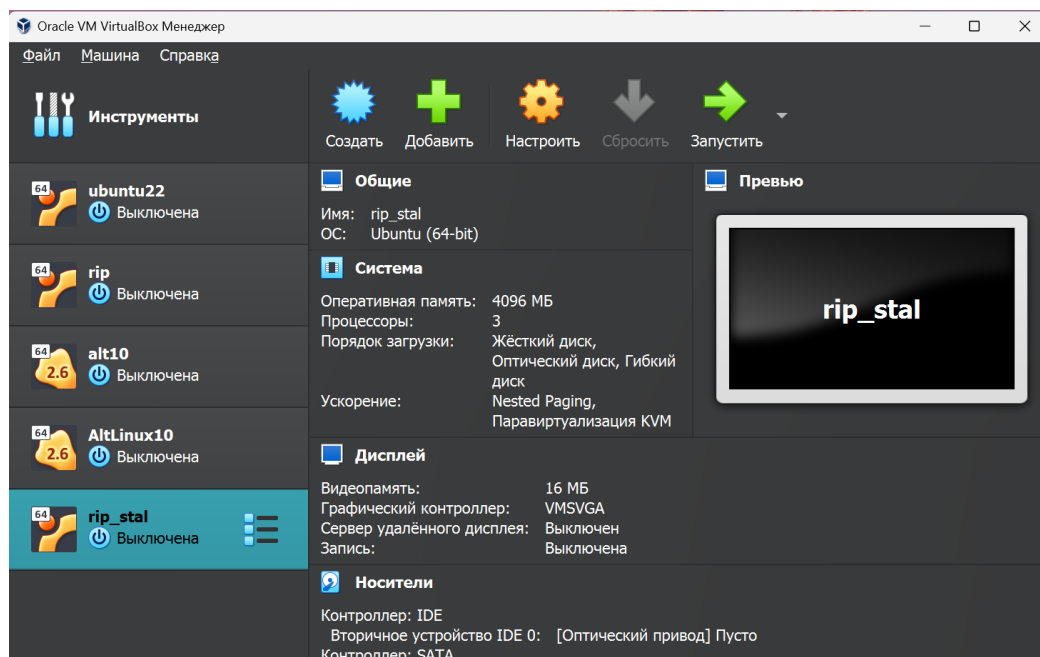 Oracle VM VirtualBox Менеджер
Файл Машина Справка
Инструменты
Создать Добавить Настроить Сбросить Запустить
64
ubuntu22
Выключена
64
rip
Выключена
64
2.6
alt10
Выключена
64
2.6
AltLinux10
Выключена
64
rip_stal
Выключена
Общие
Имя: rip_stal
ОС: Ubuntu (64-bit)
Система
Оперативная память: 4096 МБ
Процессоры: 3
Порядок загрузки: Жёсткий диск,
Оптический диск, Гибкий
диск
Ускорение: Nested Paging,
Паравиртуализация KVM
Превью
rip_stal
Дисплей
Видеопамять: 16 МБ
Графический контроллер: VMSVGA
Сервер удалённого дисплея: Выключен
Запись: Выключена
Носители
Контроллер: IDE
Вторичное устройство IDE 0: [Оптический привод] Пусто
Контроллер: SATA